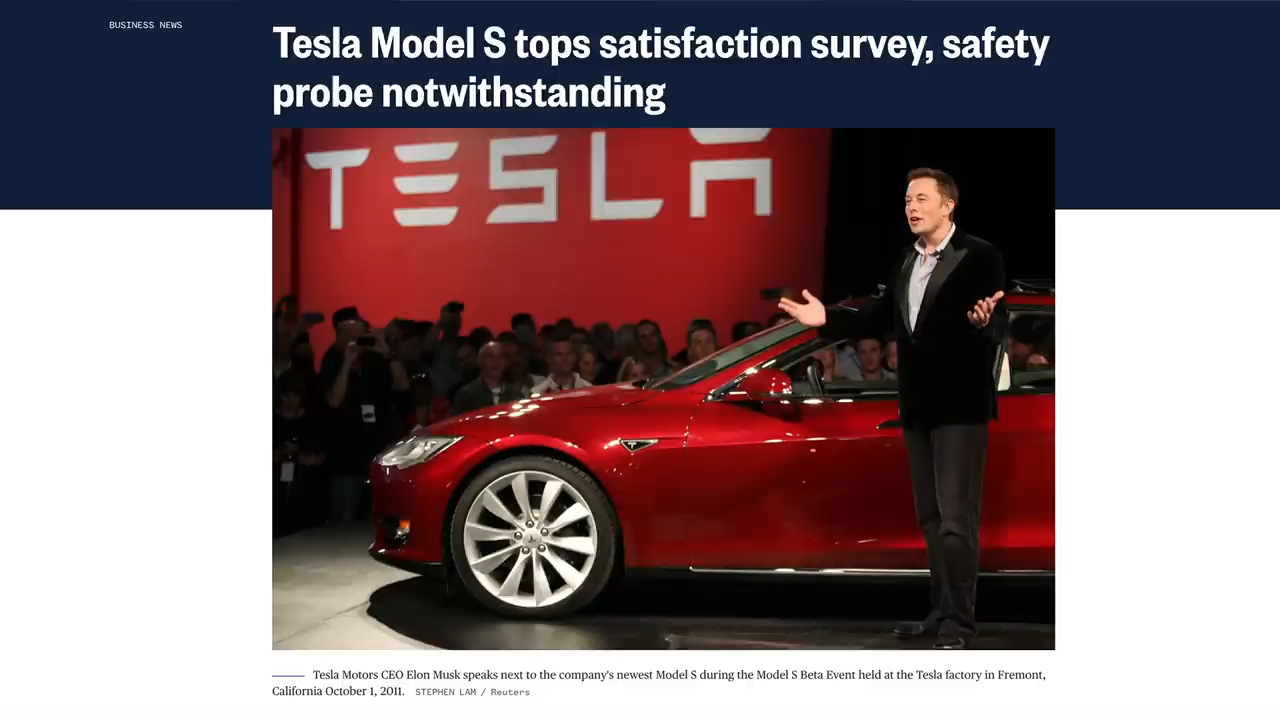 BUSINESS NEWS
Tesla Model S tops satisfaction survey, safety
probe notwithstanding
TESLA
Tesla Motors CEO Elon Musk speaks next to the company's newest Model S during the Model S Beta Event held at the Tesla factory in Fremont,
California October 1, 2011. STEPHEN LAM / Reuters